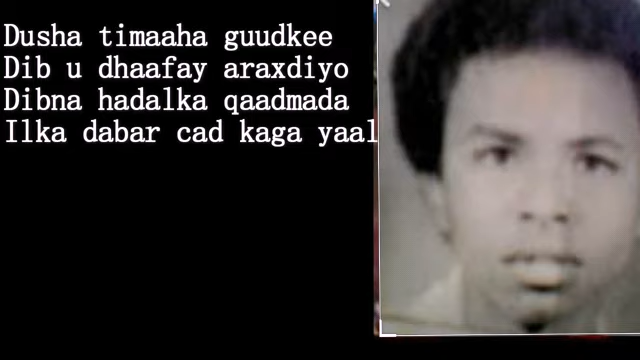 Dusha timaaha guudkee
Dib u dhaafay araxdiyo
Dibna hadalka qaadmada
Ilka dabar cad kaga yaal